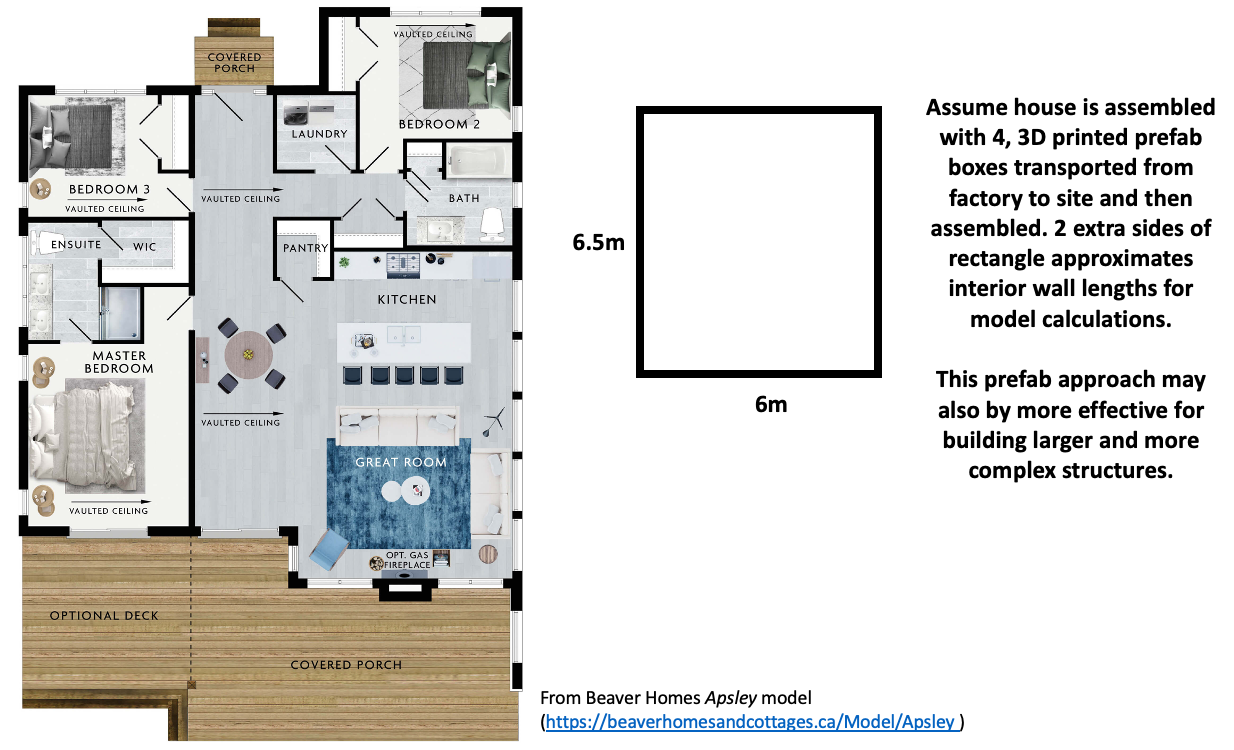 COVERED
PORCH
VAULTED CEILING
BEDROOM 2
LAUNDRY
BEDROOM 3
VAULTED CEILING
VAULTED CEILING
BATH
ENSUITE
WIC
PANTRY
KITCHEN
MASTER
BEDROOM
VAULTED CEILING
GREAT ROOM
VAULTED CEILING
OPT. GAS
FIREPLACE
OPTIONAL DECK
COVERED PORCH
6.5m
6m
Assume house is assembled
with 4, 3D printed prefab
boxes transported from
factory to site and then
assembled. 2 extra sides of
rectangle approximates
interior wall lengths for
model calculations.
This prefab approach may
also by more effective for
building larger and more
complex structures.
From Beaver Homes Apsley model
(https://beaverhomesandcottages.ca/Model/Apsley )